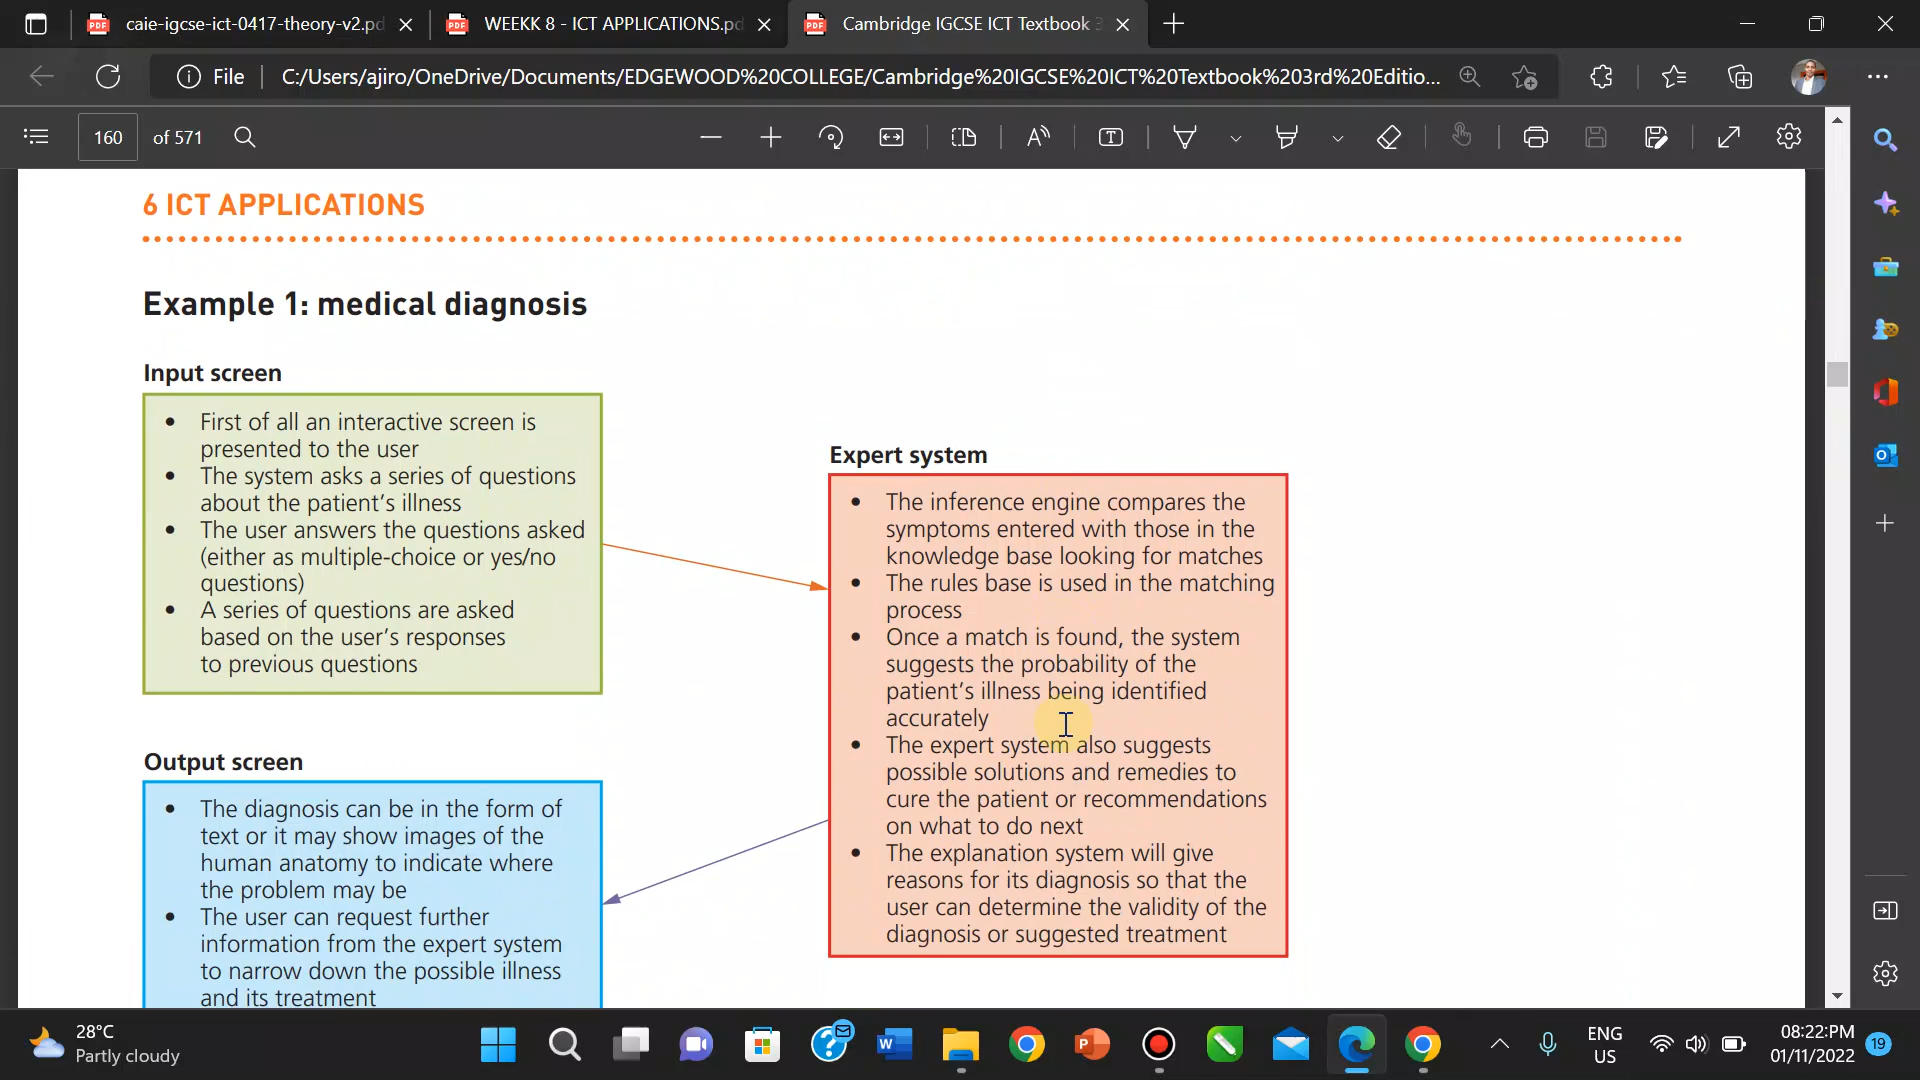 caie-igcse-ict-0417-theory-v2.pd
WEEKK 8 - ICT APPLICATIONS.pd
Cambridge IGCSE ICT Textbook 3
File
C:/Users/ajiro/OneDrive/Documents/EDGEWOOD%20COLLEGE/Cambridge%20IGCSE%20ICT%20Textbook%203rd%20Editio...
160
of 571
6 ICT APPLICATIONS
Example 1: medical diagnosis
Input screen
• First of all an interactive screen is
presented to the user
• The system asks a series of questions
about the patient's illness
• The user answers the questions asked
(either as multiple-choice or yes/no
questions)
• A series of questions are asked
based on the user's responses
to previous questions
Expert system
• The inference engine compares the
symptoms entered with those in the
knowledge base looking for matches
• The rules base is used in the matching
process
• Once a match is found, the system
suggests the probability of the
patient's illness being identified
accurately
• The expert system also suggests
possible solutions and remedies to
cure the patient or recommendations
on what to do next
• The explanation system will give
reasons for its diagnosis so that the
user can determine the validity of the
diagnosis or suggested treatment
Output screen
• The diagnosis can be in the form of
text or it may show images of the
human anatomy to indicate where
the problem may be
• The user can request further
information from the expert system
to narrow down the possible illness
and its treatment
28°C
Partly cloudy
ENG
US
08:22:PM
01/11/2022
19